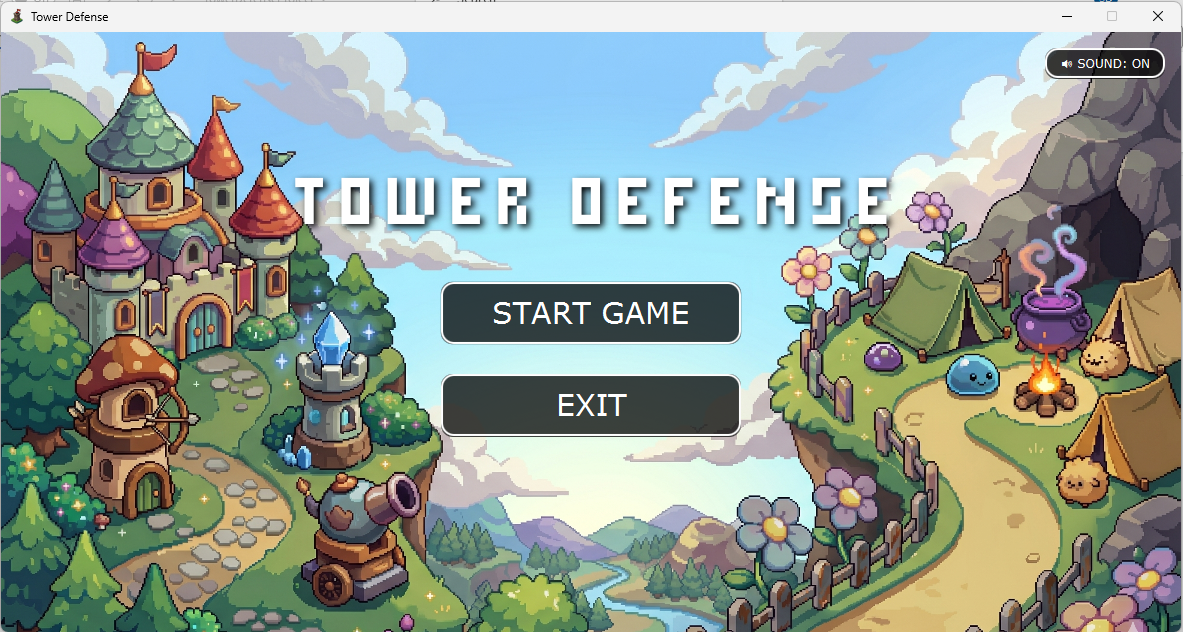 Tower Defense
SOUND: ON
TOWER DEFENSE
START GAME
EXIT